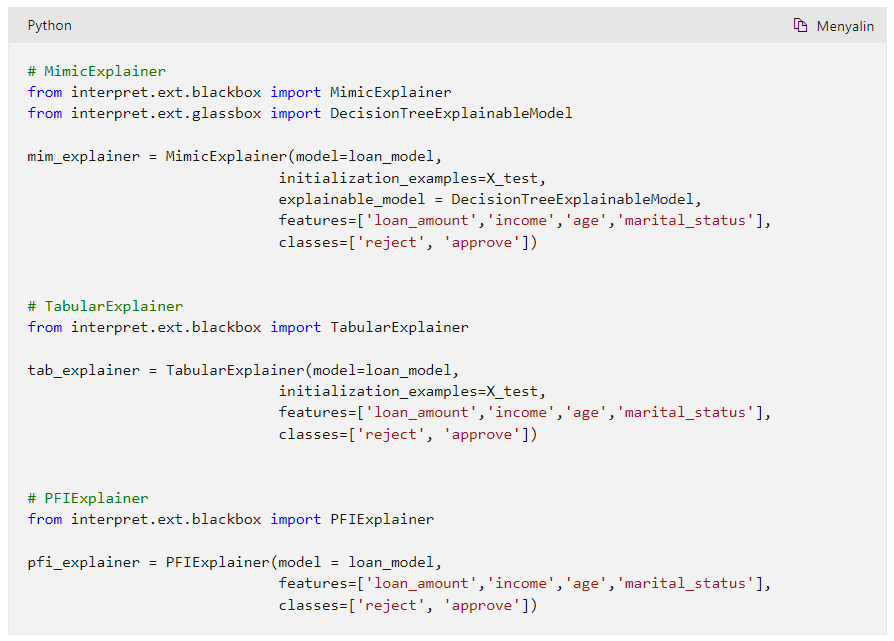 Python
Menyalin
# MimicExplainer
from interpret.ext.blackbox import MimicExplainer
from interpret.ext.glassbox import DecisionTreeExplainableModel
mim_explainer = MimicExplainer(model=loan_model,
initialization_examples=X_test,
explainable_model = DecisionTreeExplainableModel,
features=['loan_amount','income','age','marital_status'],
classes=['reject', 'approve'])
# TabularExplainer
from interpret.ext.blackbox import TabularExplainer
tab_explainer = TabularExplainer(model=loan_model,
initialization_examples=X_test,
features=['loan_amount','income','age','marital_status'],
classes=['reject', 'approve'])
# PFIExplainer
from interpret.ext.blackbox import PFIExplainer
pfi_explainer = PFIExplainer(model = loan_model,
features=['loan_amount','income','age','marital_status'],
classes=['reject', 'approve'])